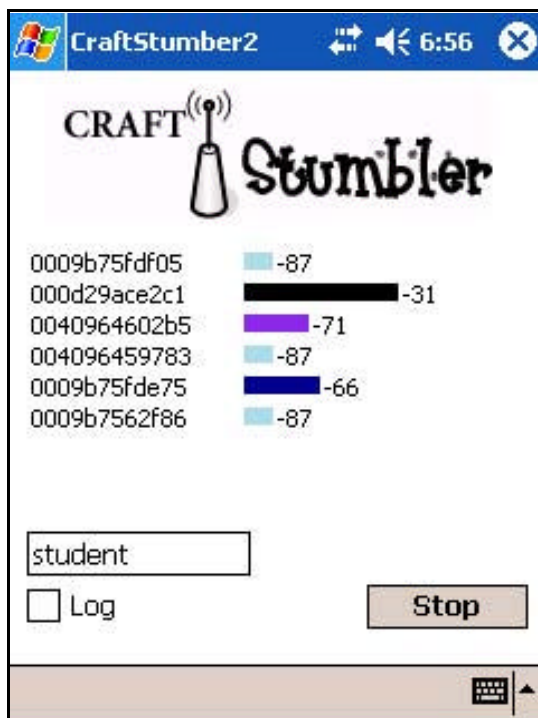 CraftStumber2 6:56
CRAFT Stumbler
0009b75fdf05 -87
000d29ace2c1 -31
0040964602b5 -71
004096459783 -87
0009b75fde75 -66
0009b7562f86 -87
student
Log Stop